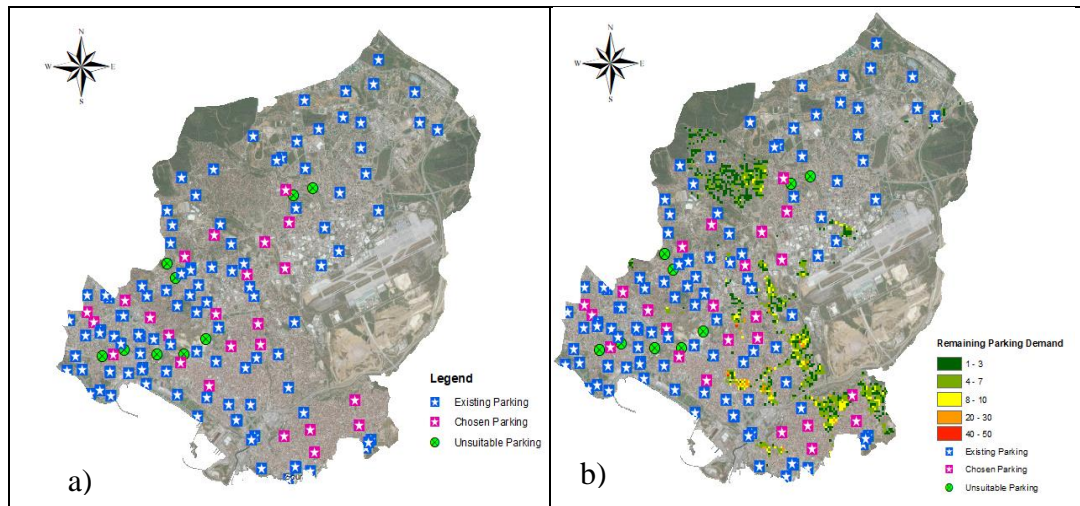 N
W E
S
Legend
Existing Parking
Chosen Parking
Unsuitable Parking
a)
N
W E
S
Remaining Parking Demand
1 - 3
4 - 7
8 - 10
20 - 30
40 - 50
Existing Parking
Chosen Parking
Unsuitable Parking
b)